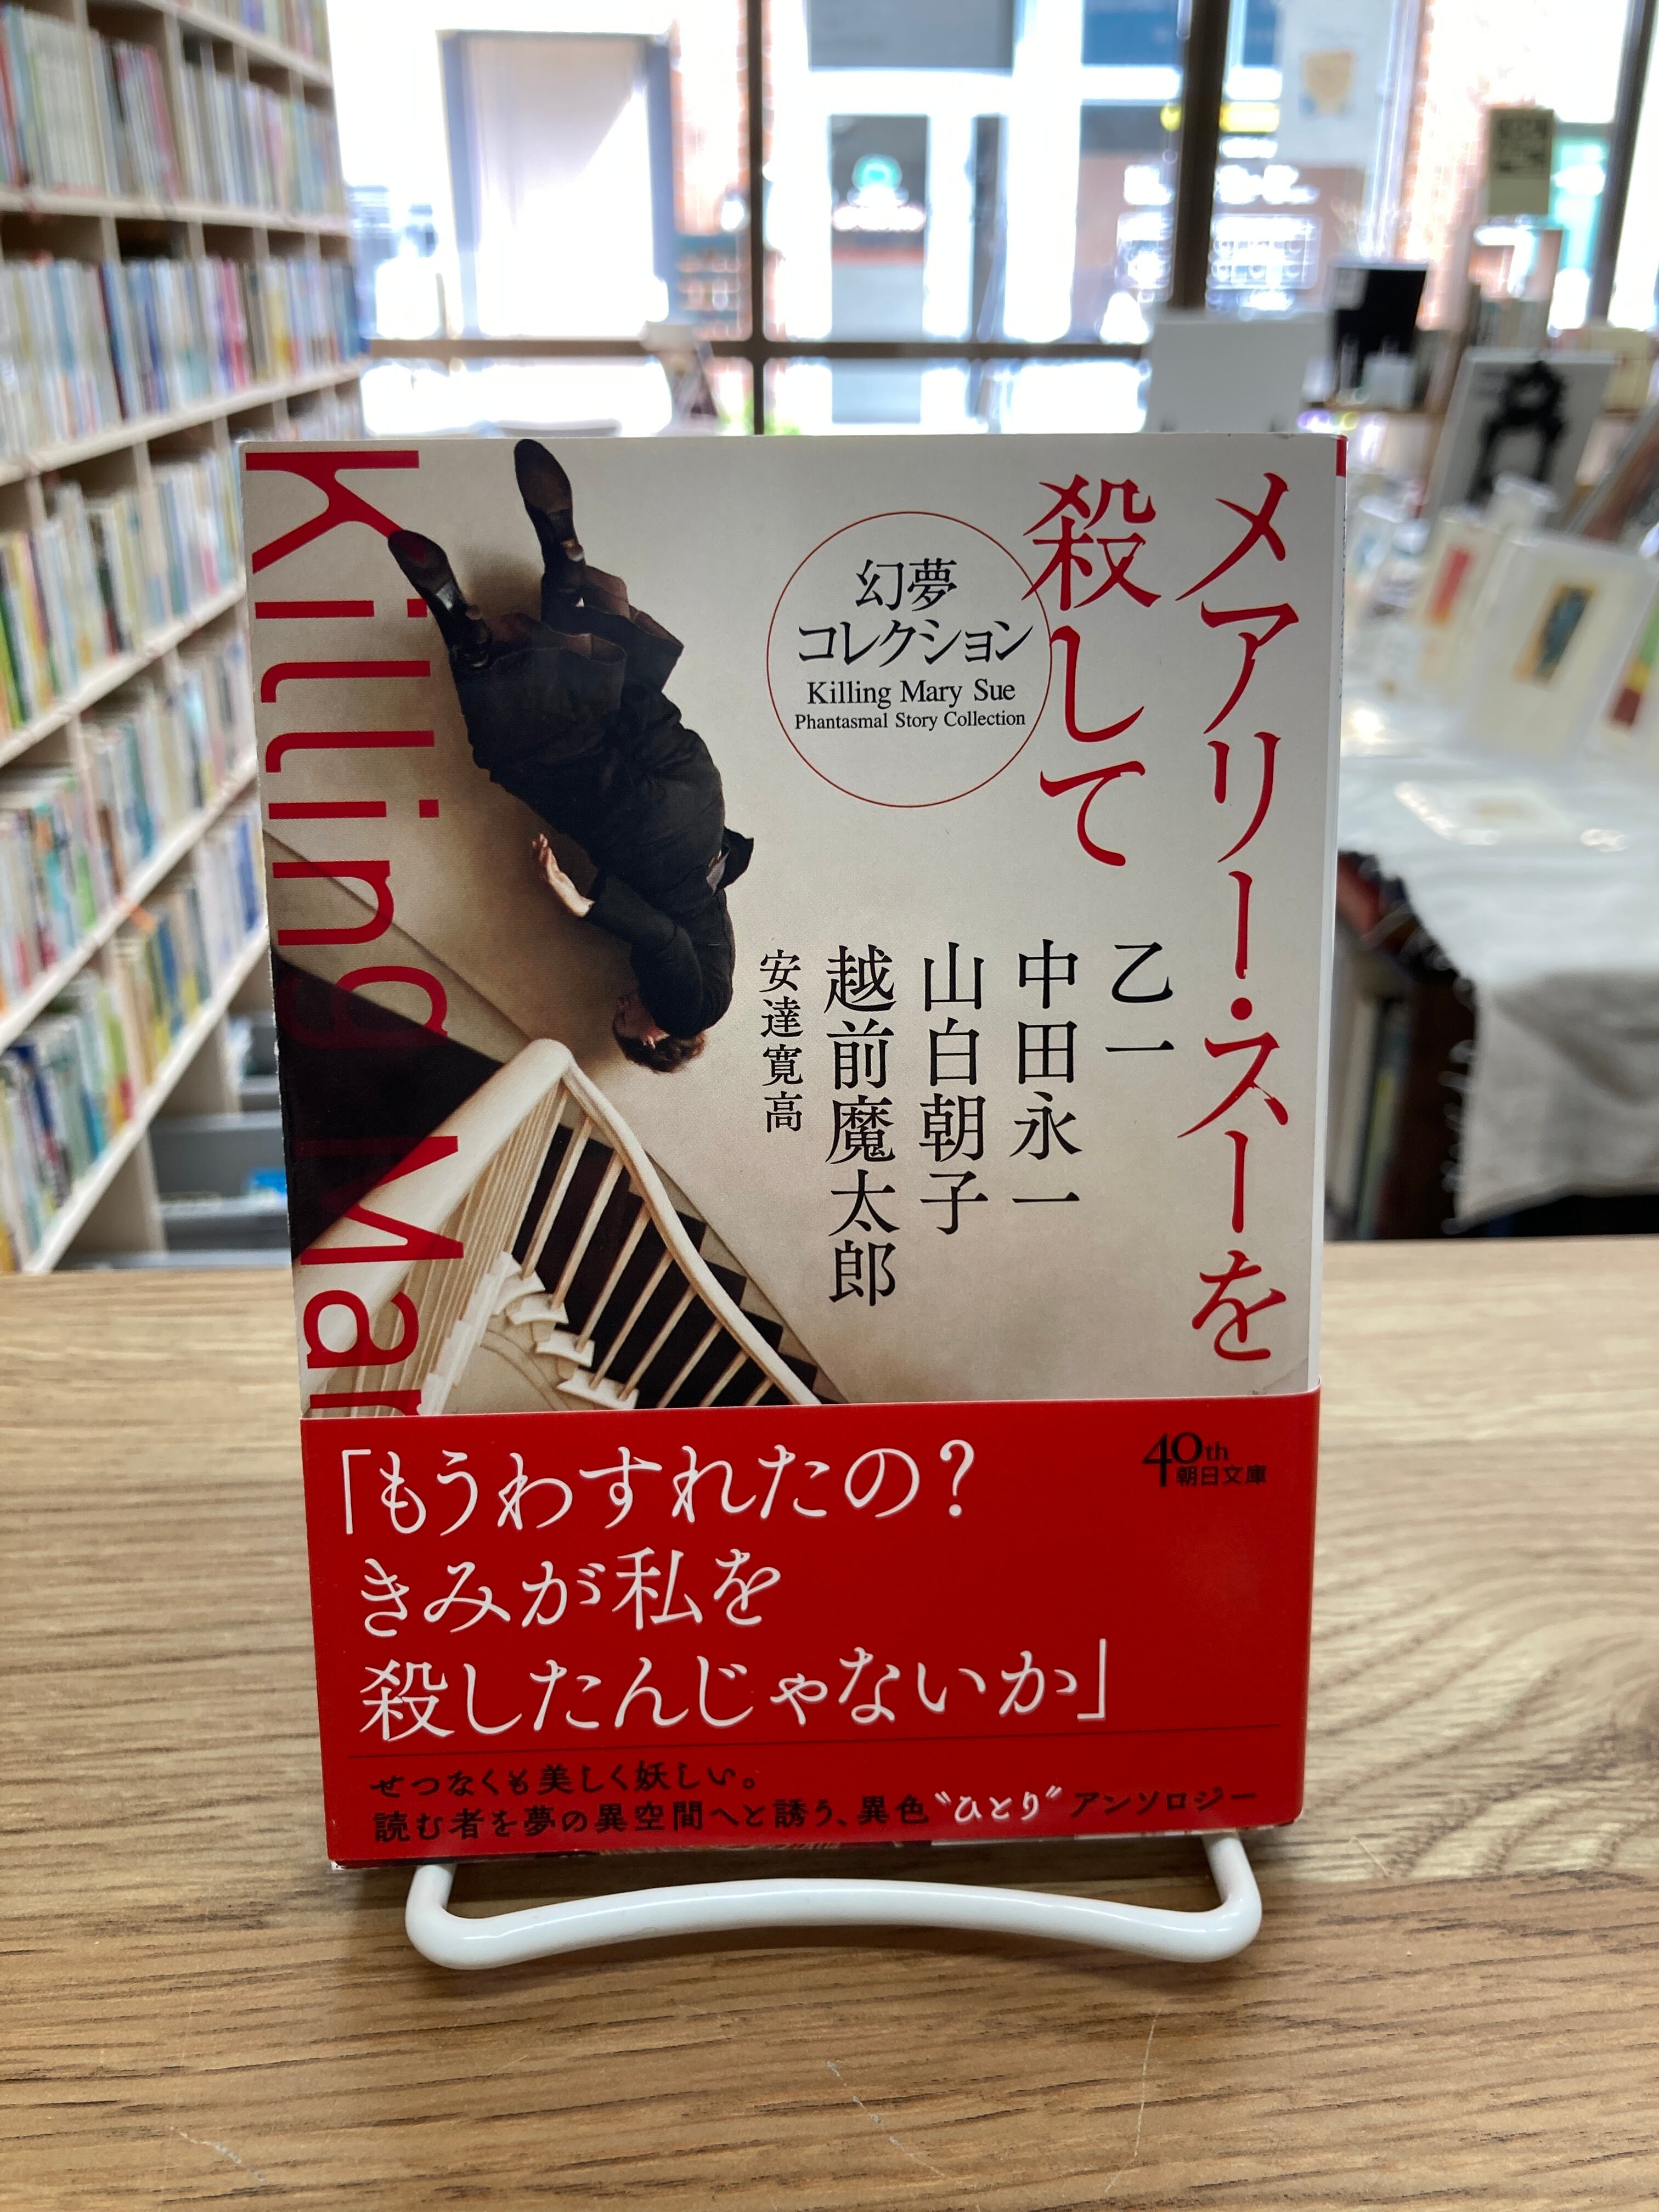 メアリー・スーを
殺して
幻夢
コレクション
Killing Mary Sue
Phantasmal Story Collection
乙一
中田永一
山白朝子
越前魔太郎
安達寛高
Killing Mar
「もうわすれたの？
きみが私を
殺したんじゃないか」
40th
朝日文庫
せつなくも美しく妖しい。
読む者を夢の異空間へと誘う、異色〝ひとり〟アンソロジー